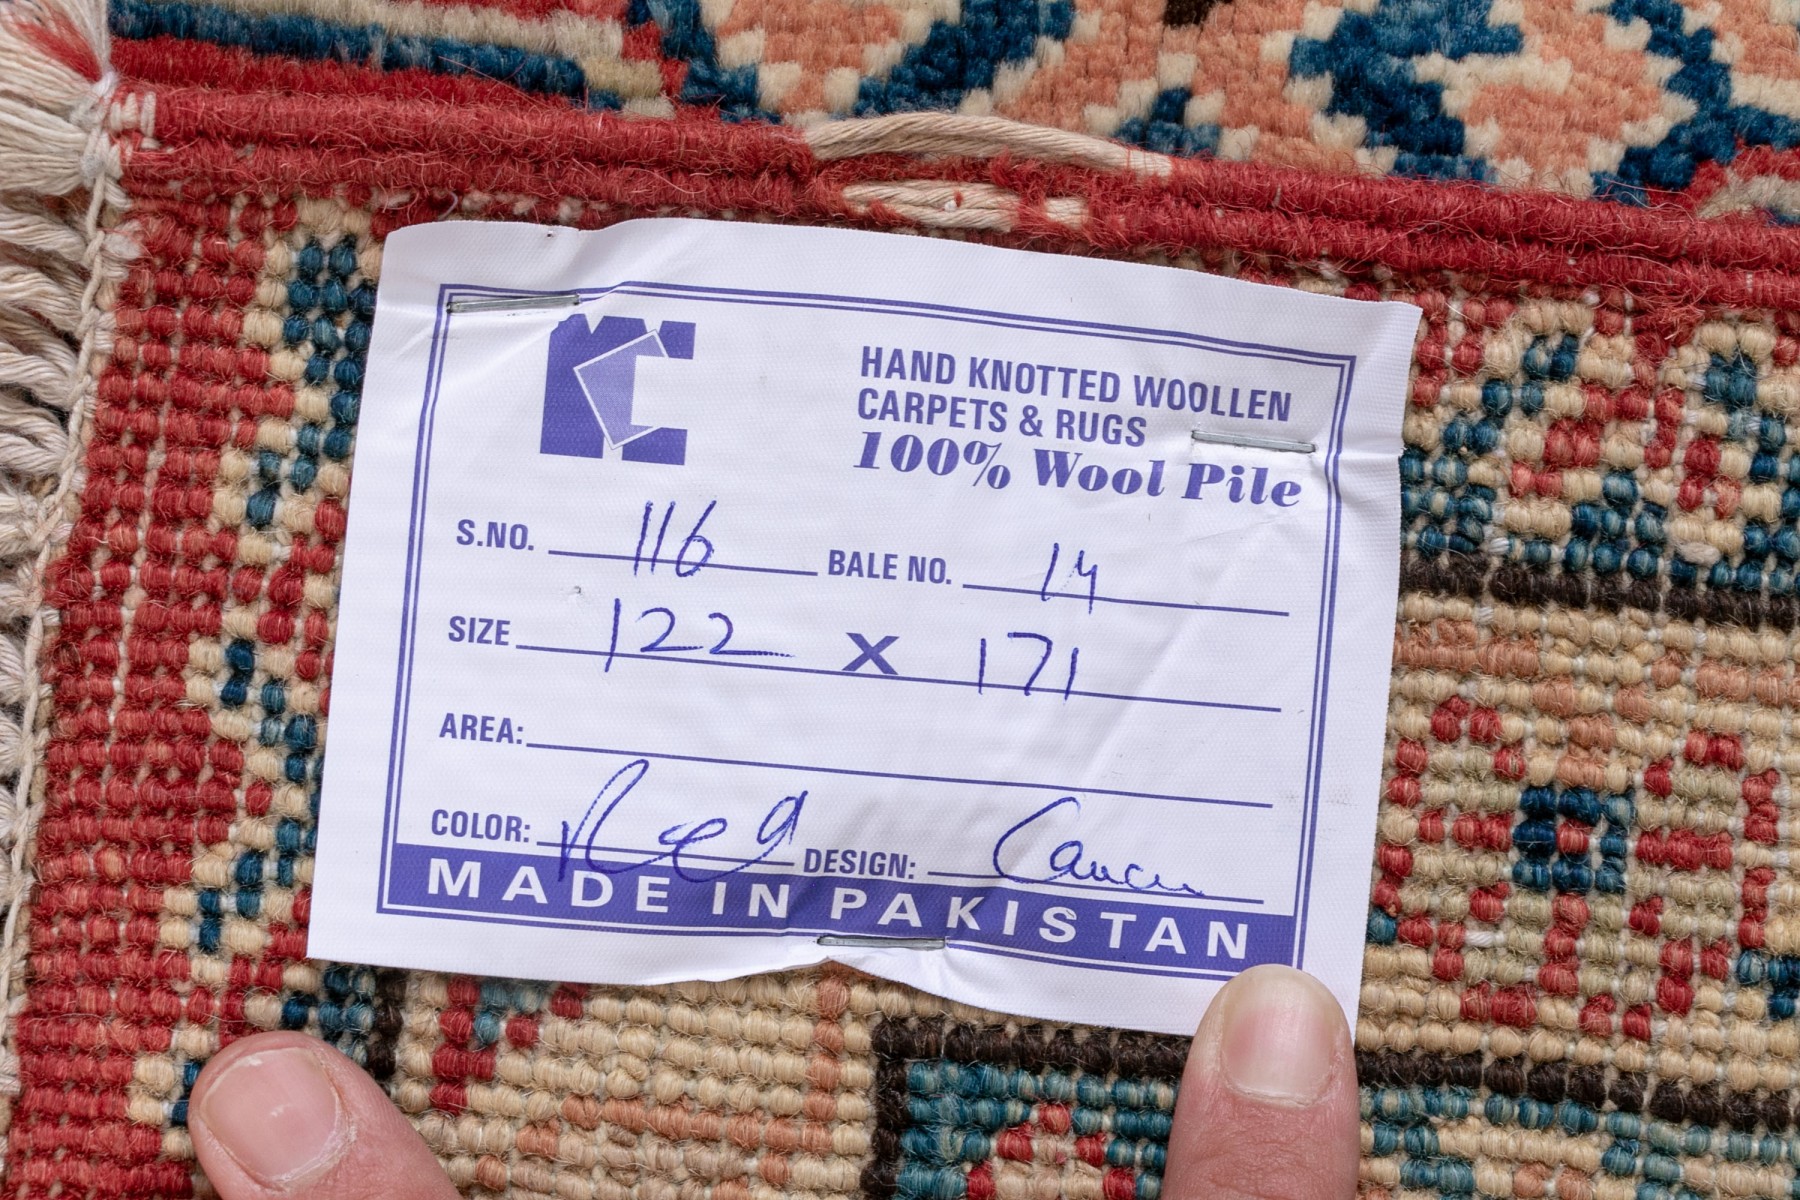 HAND KNOTTED WOOLLEN
CARPETS & RUGS
100% Wool Pile
S.NO. 116 BALE NO. 14
SIZE 122 X 171
AREA:
COLOR: Red DESIGN:
MADE IN PAKISTAN